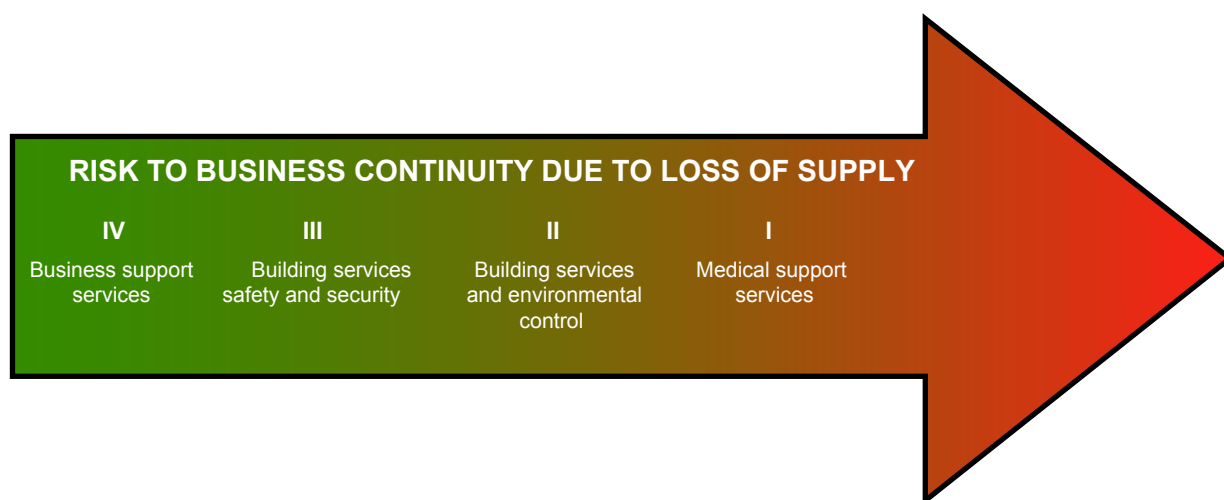 RISK TO BUSINESS CONTINUITY DUE TO LOSS OF SUPPLY
IV
Business support
services
III
Building services
safety and security
II
Building services
and environmental
control
I
Medical support
services